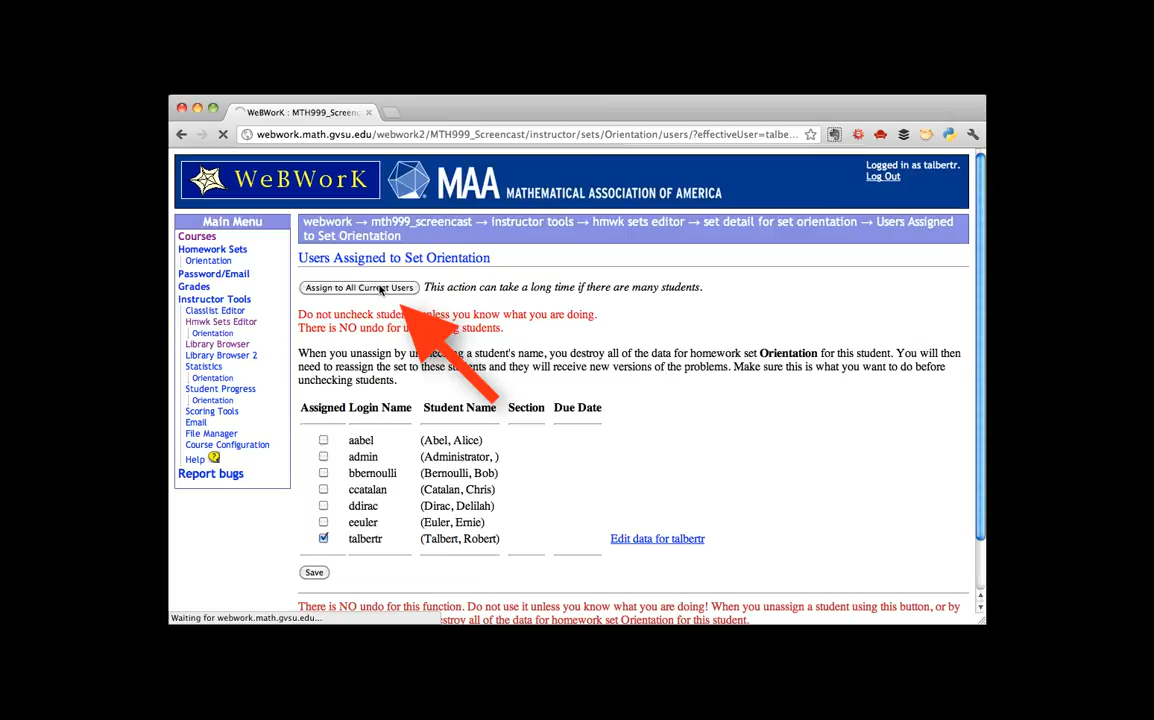 WeBWorK : MTH999_Screenc
webwork.math.gvsu.edu/webwork2/MTH999_Screencast/instructor/sets/Orientation/users/?effectiveUser=talbe...
WeBWorK
MAA MATHEMATICAL ASSOCIATION OF AMERICA
Logged in as talbertr.
Log Out
Main Menu
Courses
Homework Sets
Orientation
Password/Email
Grades
Instructor Tools
Classlist Editor
Hmwk Sets Editor
Orientation
Library Browser
Library Browser 2
Statistics
Orientation
Student Progress
Orientation
Scoring Tools
Email
File Manager
Course Configuration
Help ?
Report bugs
webwork → mth999_screencast → instructor tools → hmwk sets editor → set detail for set orientation → Users Assigned
to Set Orientation
Users Assigned to Set Orientation
Assign to All Current Users This action can take a long time if there are many students.
Do not uncheck unless you know what you are doing.
There is NO undo for students.
When you unassign by a student's name, you destroy all of the data for homework set Orientation for this student. You will then
need to reassign the set to these and they will receive new versions of the problems. Make sure this is what you want to do before
unchecking students.
Assigned Login Name Student Name Section Due Date
aabel (Abel, Alice)
admin (Administrator, )
bbernoulli (Bernoulli, Bob)
ccatalan (Catalan, Chris)
ddirac (Dirac, Delilah)
eeuler (Euler, Ernie)
talbertr (Talbert, Robert) Edit data for talbertr
Save
There is NO undo for this function. Do not use it unless you know what you are doing! When you unassign a student using this button, or by
destroy all of the data for homework set Orientation for this student.
Waiting for webwork.math.gvsu.edu...